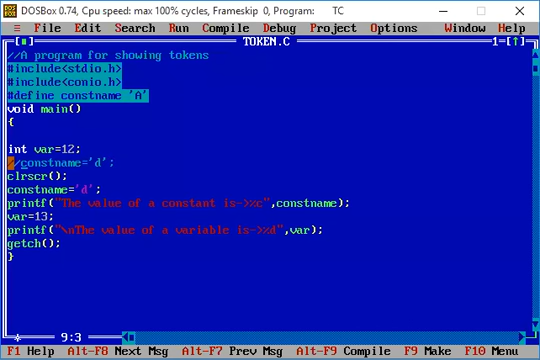 DOSBox 0.74, Cpu speed: max 100% cycles, Frameskip 0, Program: TC
≡ File Edit Search Run Compile Debug Project Options Window Help
[■] TOKEN.C 1=[↑]
//A program for showing tokens
#include<stdio.h>
#include<conio.h>
#define constname 'A'
void main()
{
int var=12;
//constname='d';
clrscr();
constname='d';
printf("The value of a constant is->%c",constname);
var=13;
printf("\nThe value of a variable is->%d",var);
getch();
}
* 9:3
F1 Help Alt-F8 Next Msg Alt-F7 Prev Msg Alt-F9 Compile F9 Make F10 Menu